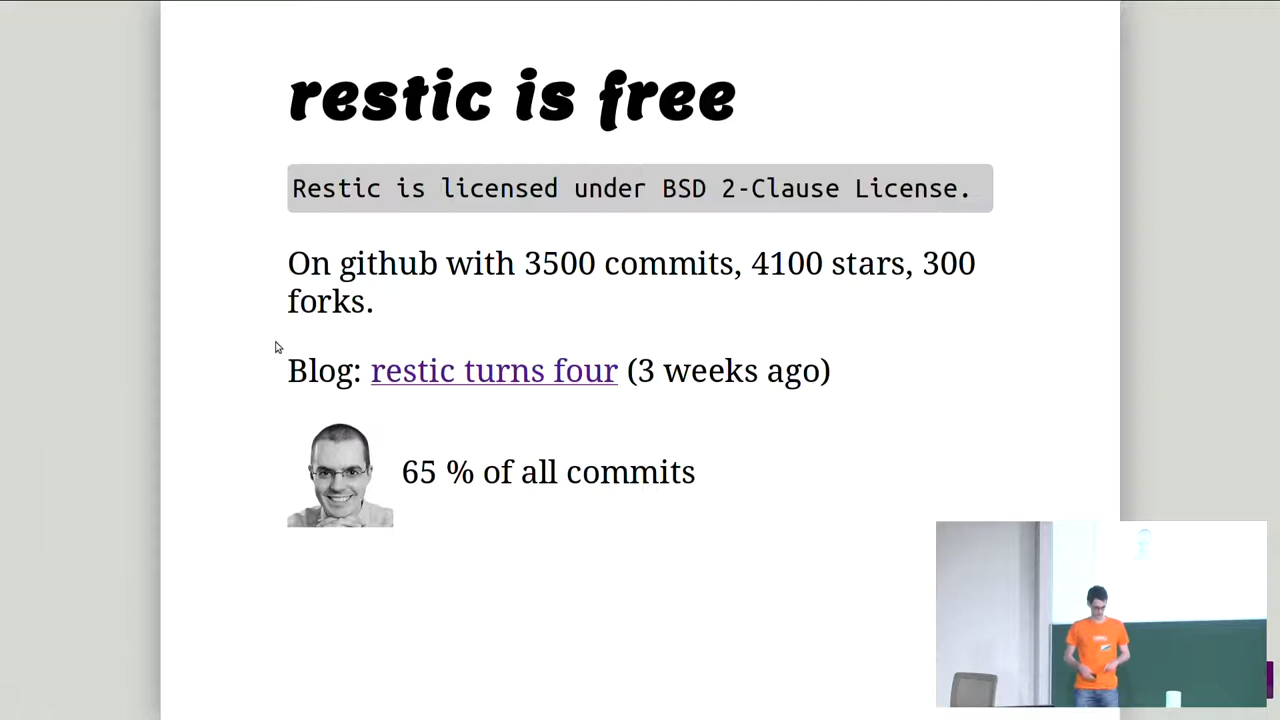 restic is free
Restic is licensed under BSD 2-Clause License.
On github with 3500 commits, 4100 stars, 300
forks.
Blog: restic turns four (3 weeks ago)
65 % of all commits